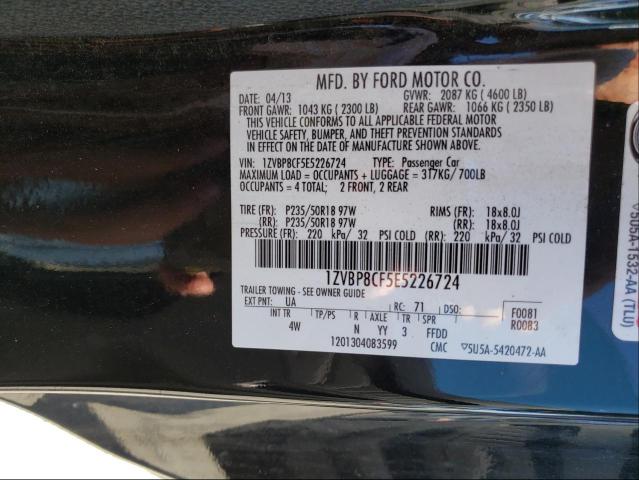 MFD. BY FORD MOTOR CO.
DATE: 04/13 GVWR: 2087 KG ( 4600 LB)
FRONT GAWR: 1043 KG ( 2300 LB) REAR GAWR: 1066 KG ( 2350 LB)
THIS VEHICLE CONFORMS TO ALL APPLICABLE FEDERAL MOTOR
VEHICLE SAFETY, BUMPER, AND THEFT PREVENTION STANDARDS
IN EFFECT ON THE DATE OF MANUFACTURE SHOWN ABOVE.
VIN: 1ZVBP8CF5E5226724 TYPE: Passenger Car
MAXIMUM LOAD = OCCUPANTS + LUGGAGE = 317KG/ 700LB
OCCUPANTS = 4 TOTAL; 2 FRONT, 2 REAR
TIRE (FR): P235/50R18 97W RIMS (FR): 18x8.0J
(RR): P235/50R18 97W (RR): 18x8.0J
PRESSURE (FR): 220 kPa/ 32 PSI COLD (RR): 220 kPa/ 32 PSI COLD
1ZVBP8CF5E5226724
TRAILER TOWING - SEE OWNER GUIDE
EXT PNT: UA RC: 71 DSO: F0081
INT TR TP/PS R AXLE TR SPR R0083
4W N YY 3 FFDD
1201304083599 CMC 5U5A-5420472-AA
V5U5A-1532-AA (TLU)